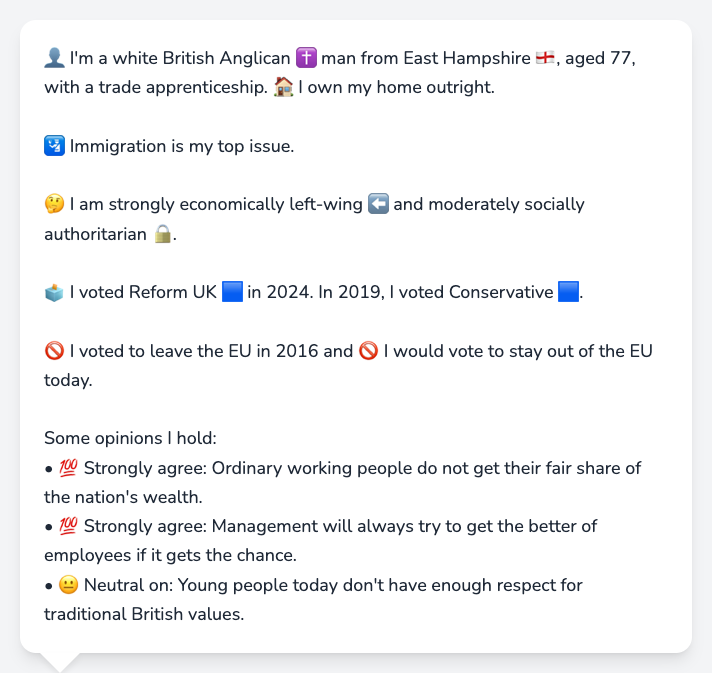 👤 I'm a white British Anglican ✝️ man from East Hampshire 🏴󠁧󠁢󠁥󠁮󠁧󠁿, aged 77,
with a trade apprenticeship. 🏠 I own my home outright.
🛂 Immigration is my top issue.
🤔 I am strongly economically left-wing ⬅️ and moderately socially
authoritarian 🔒.
🗳️ I voted Reform UK 🟦 in 2024. In 2019, I voted Conservative 🟦.
🚫 I voted to leave the EU in 2016 and 🚫 I would vote to stay out of the EU
today.
Some opinions I hold:
• 💯 Strongly agree: Ordinary working people do not get their fair share of
the nation's wealth.
• 💯 Strongly agree: Management will always try to get the better of
employees if it gets the chance.
• 😐 Neutral on: Young people today don't have enough respect for
traditional British values.